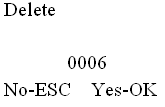 Delete
0006
No-ESC Yes-OK